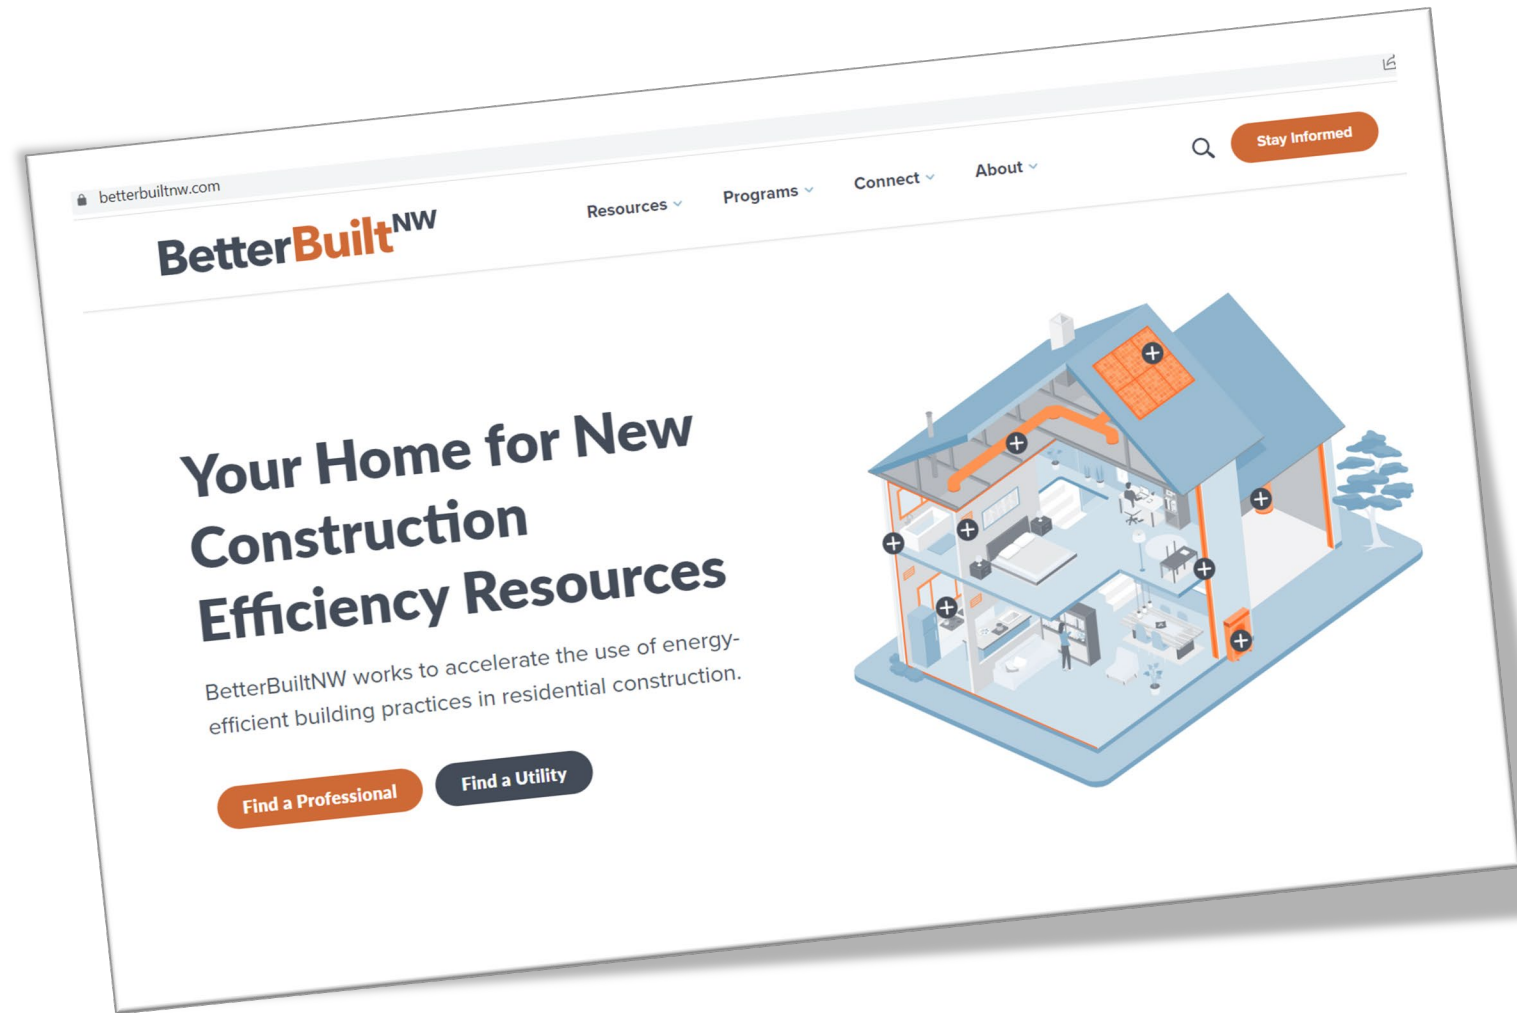 betterbuiltnw.com
BetterBuiltNW
Resources
Programs
Connect
About
Stay Informed
Your Home for New
Construction
Efficiency Resources
BetterBuiltNW works to accelerate the use of energy-
efficient building practices in residential construction.
Find a Professional
Find a Utility